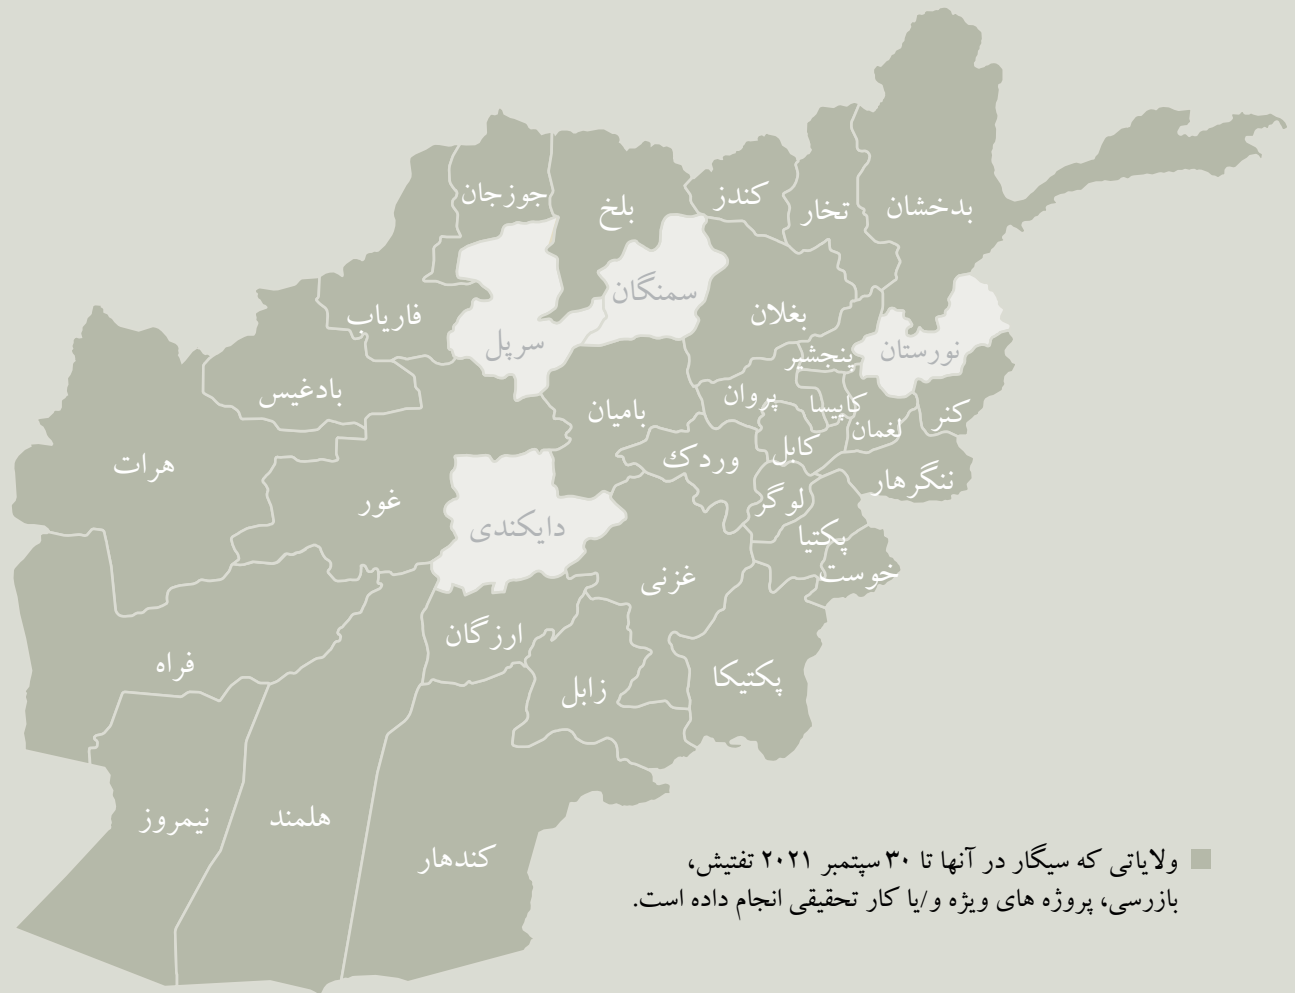 بدخشان
تخار
کندز
بلخ
جوزجان
سمنگان
بغلان
فاریاب
سرپل
نورستان
پنجشیر
بادغیس
بامیان
پروان
کاپیسا
کنر
لغمان
کابل
وردک
هرات
غور
ننگرهار
لوگر
دایکندی
پکتیا
خوست
غزنی
ارزگان
فراه
زابل
پکتیکا
نیمروز
هلمند
کندهار
ولایاتی که سیگار در آنها تا ۳۰ سپتمبر ۲۰۲۱ تفتیش،
بازرسی، پروژه های ویژه و/یا کار تحقیقی انجام داده است.